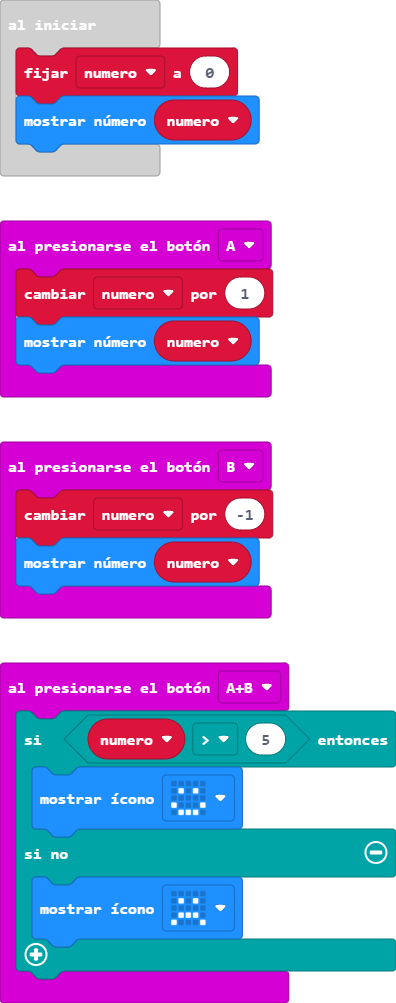 al iniciar
fijar numero a 0
mostrar número numero
al presionarse el botón A
cambiar numero por 1
mostrar número numero
al presionarse el botón B
cambiar numero por -1
mostrar número numero
al presionarse el botón A+B
si numero > 5 entonces
mostrar ícono
si no
mostrar ícono